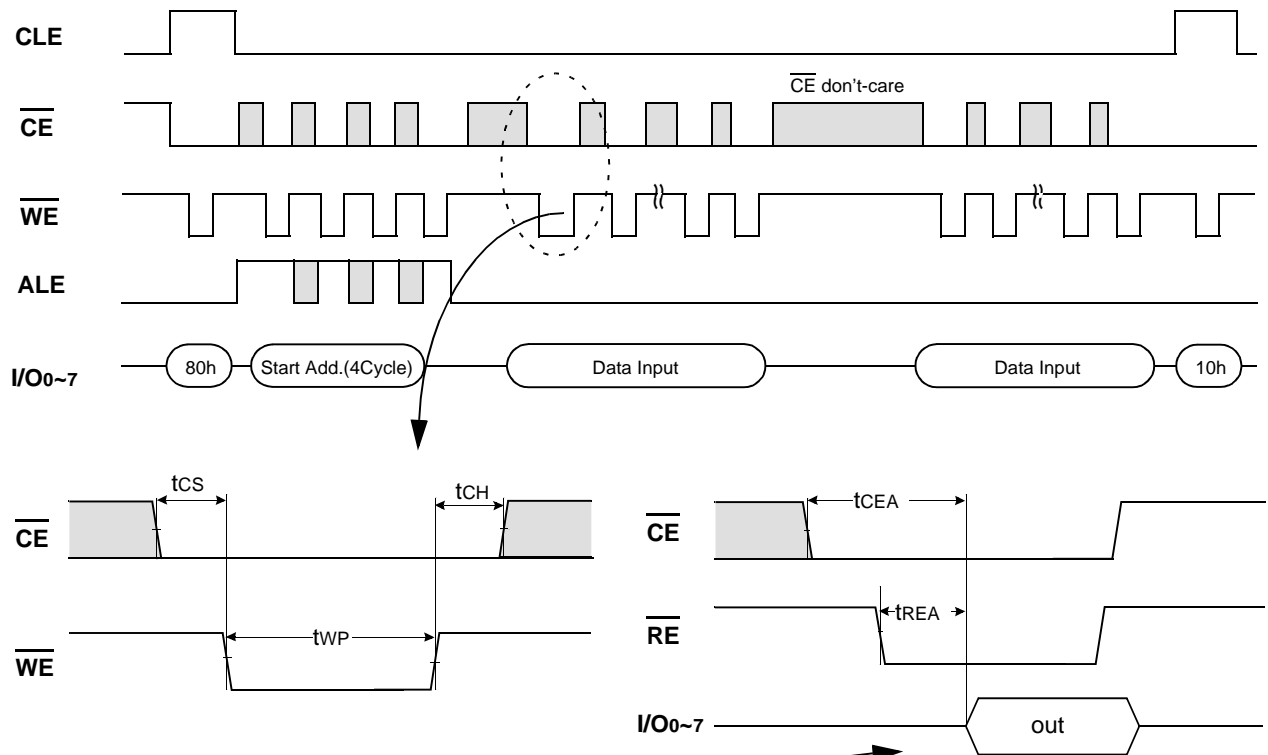 CLE
CE don't-care
CE
WE
ALE
I/O0~7 80h Start Add.(4Cycle) Data Input Data Input 10h
tCS tCH
CE
tWP
WE
tCEA
CE
tREA
RE
I/O0~7 out